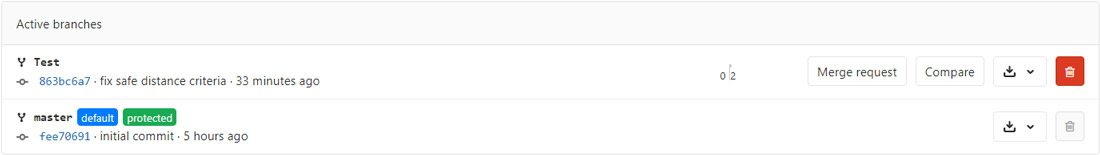 Active branches
Test
863bc6a7 · fix safe distance criteria · 33 minutes ago
0 2
Merge request
Compare
master default protected
fee70691 · initial commit · 5 hours ago